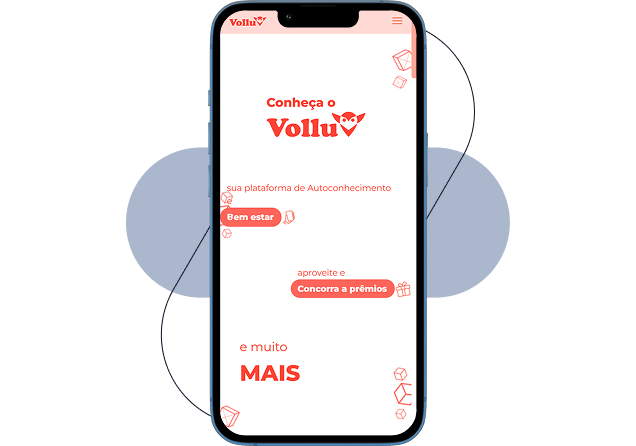 Vollu
Conheça o
Vollu
sua plataforma de Autoconhecimento
e
Bem estar
aproveite e
Concorra a prêmios
e muito
MAIS